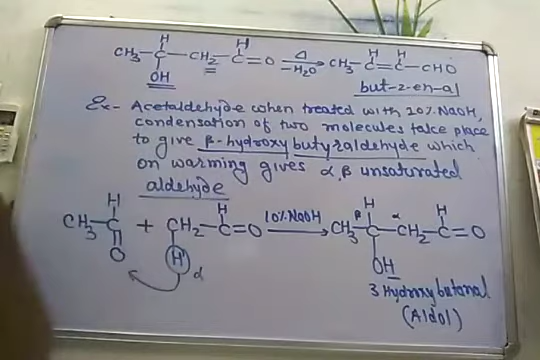 CH₃-C(H)(OH)-CH₂-C(H)=O →(Δ, -H₂O) CH₃-C(H)=C(H)-CHO
but-2-en-al
Ex- Acetaldehyde when treated with 10% NaOH,
condensation of two molecules take place
to give β-hydroxy butyraldehyde which
on warming gives α,β unsaturated
aldehyde
CH₃-C(H)=O + CH₂(H)-C(H)=O →(10% NaOH) CH₃-C(H)(OH)-CH₂-C(H)=O
β α
α
3 Hydroxy butanal
(Aldol)